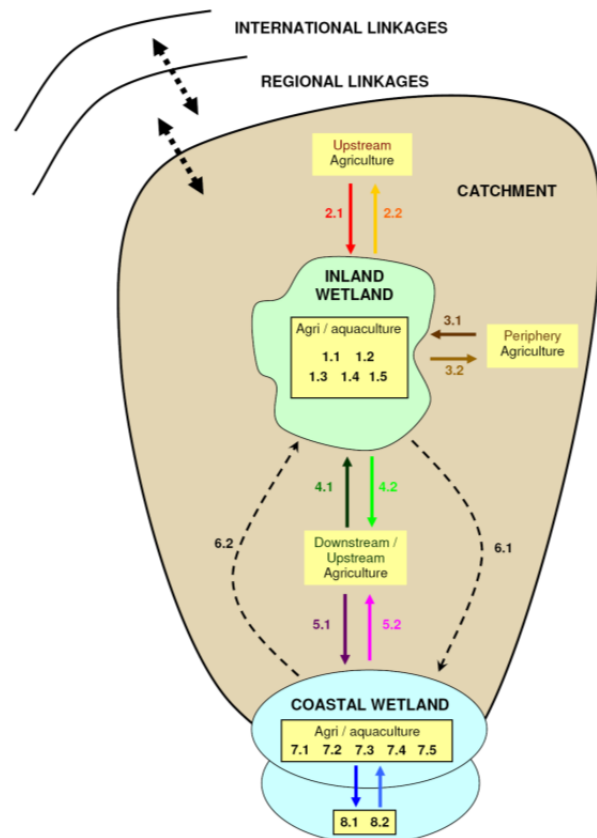 INTERNATIONAL LINKAGES
REGIONAL LINKAGES
Upstream
Agriculture
CATCHMENT
2.1
2.2
INLAND
WETLAND
Agri / aquaculture
1.1 1.2
1.3 1.4 1.5
3.1
3.2
Periphery
Agriculture
4.1
4.2
6.2
6.1
Downstream /
Upstream
Agriculture
5.1
5.2
COASTAL WETLAND
Agri / aquaculture
7.1 7.2 7.3 7.4 7.5
8.1 8.2